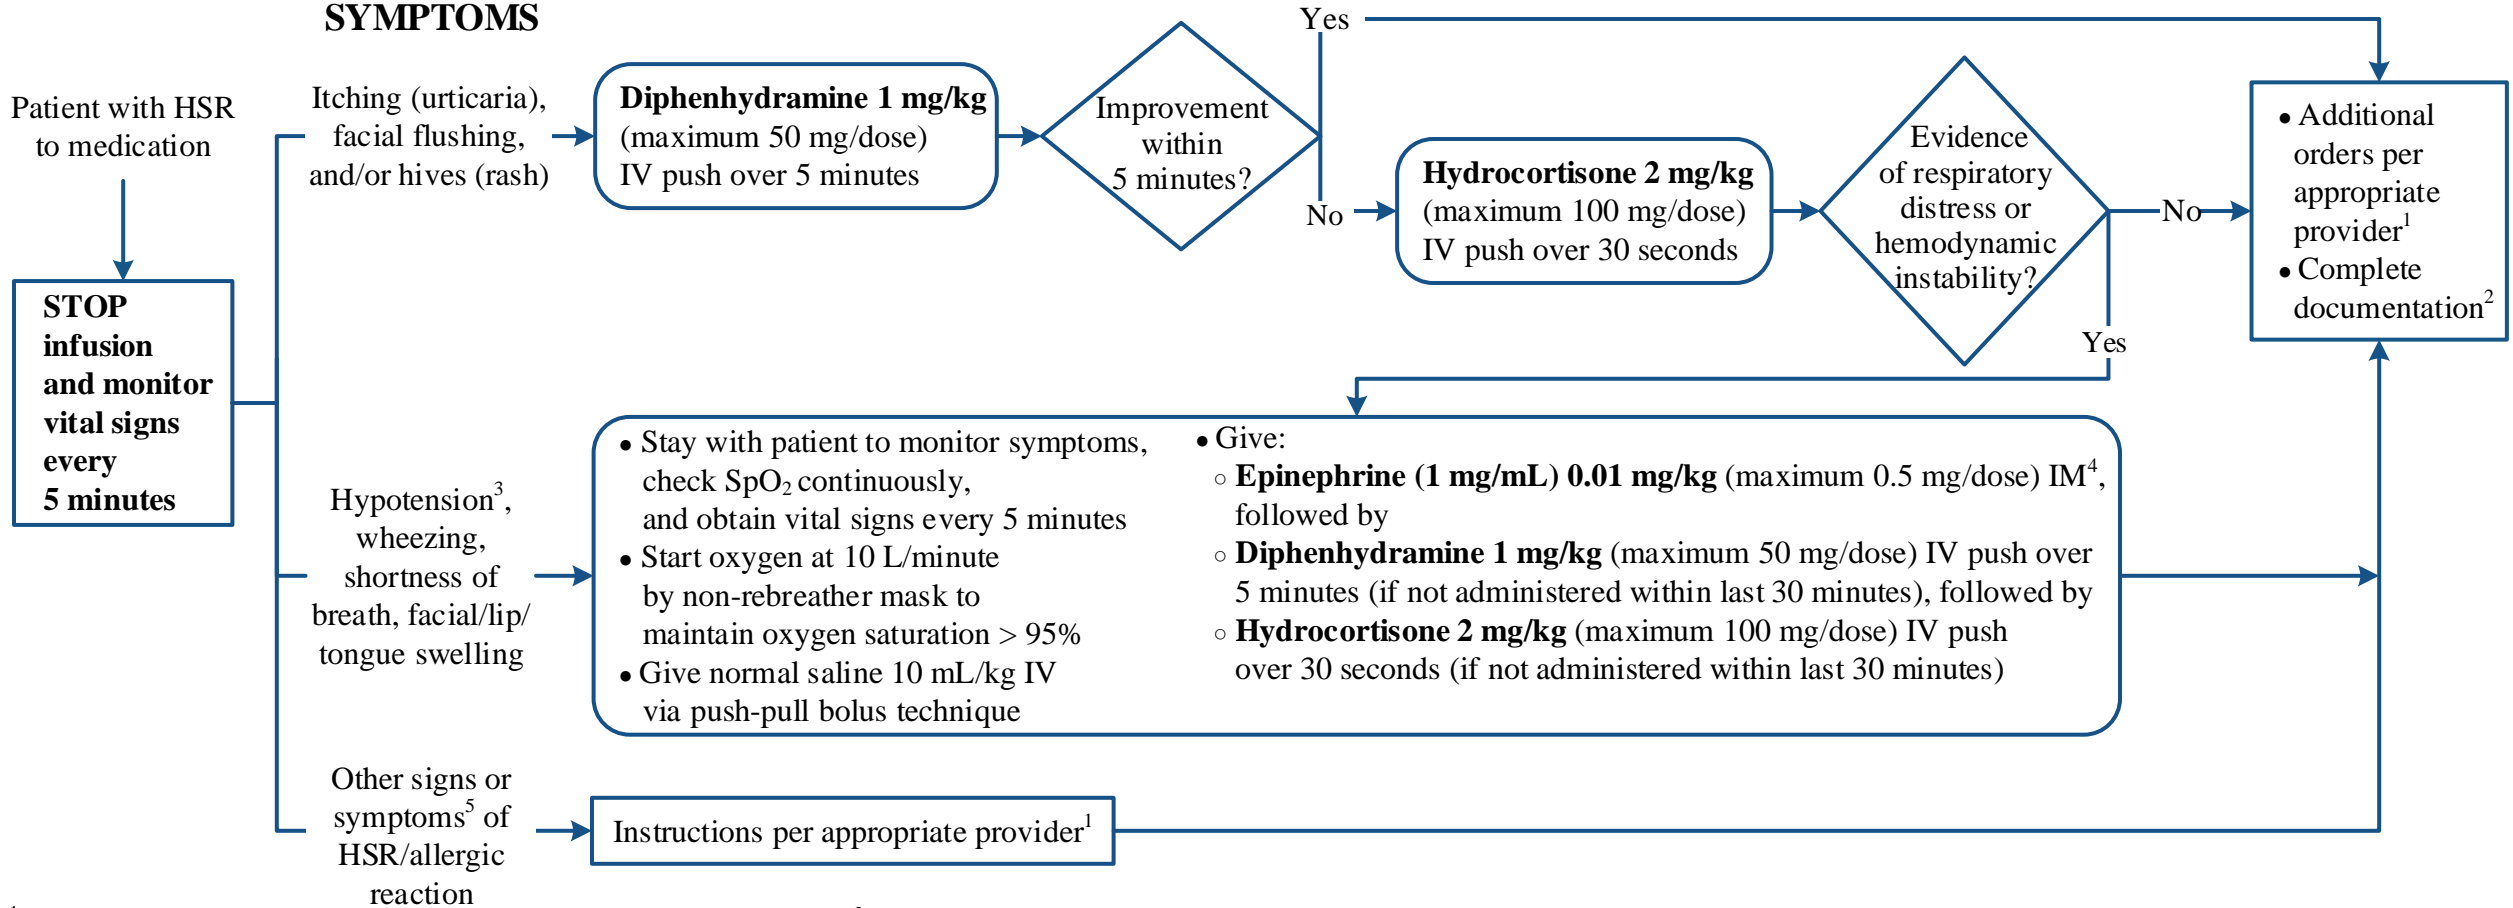 SYMPTOMS
Patient with HSR
to medication
STOP
infusion
and monitor
vital signs
every
5 minutes
Itching (urticaria),
facial flushing,
and/or hives (rash)
Diphenhydramine 1 mg/kg
(maximum 50 mg/dose)
IV push over 5 minutes
Improvement
within
5 minutes?
Yes
No
Hydrocortisone 2 mg/kg
(maximum 100 mg/dose)
IV push over 30 seconds
Evidence
of respiratory
distress or
hemodynamic
instability?
No
Yes
● Additional
orders per
appropriate
provider1
● Complete
documentation2
Hypotension3,
wheezing,
shortness of
breath, facial/lip/
tongue swelling
● Stay with patient to monitor symptoms,
check SpO2 continuously,
and obtain vital signs every 5 minutes
● Start oxygen at 10 L/minute
by non-rebreather mask to
maintain oxygen saturation > 95%
● Give normal saline 10 mL/kg IV
via push-pull bolus technique
● Give:
○ Epinephrine (1 mg/mL) 0.01 mg/kg (maximum 0.5 mg/dose) IM4,
followed by
○ Diphenhydramine 1 mg/kg (maximum 50 mg/dose) IV push over
5 minutes (if not administered within last 30 minutes), followed by
○ Hydrocortisone 2 mg/kg (maximum 100 mg/dose) IV push
over 30 seconds (if not administered within last 30 minutes)
Other signs or
symptoms5 of
HSR/allergic
reaction
Instructions per appropriate provider1